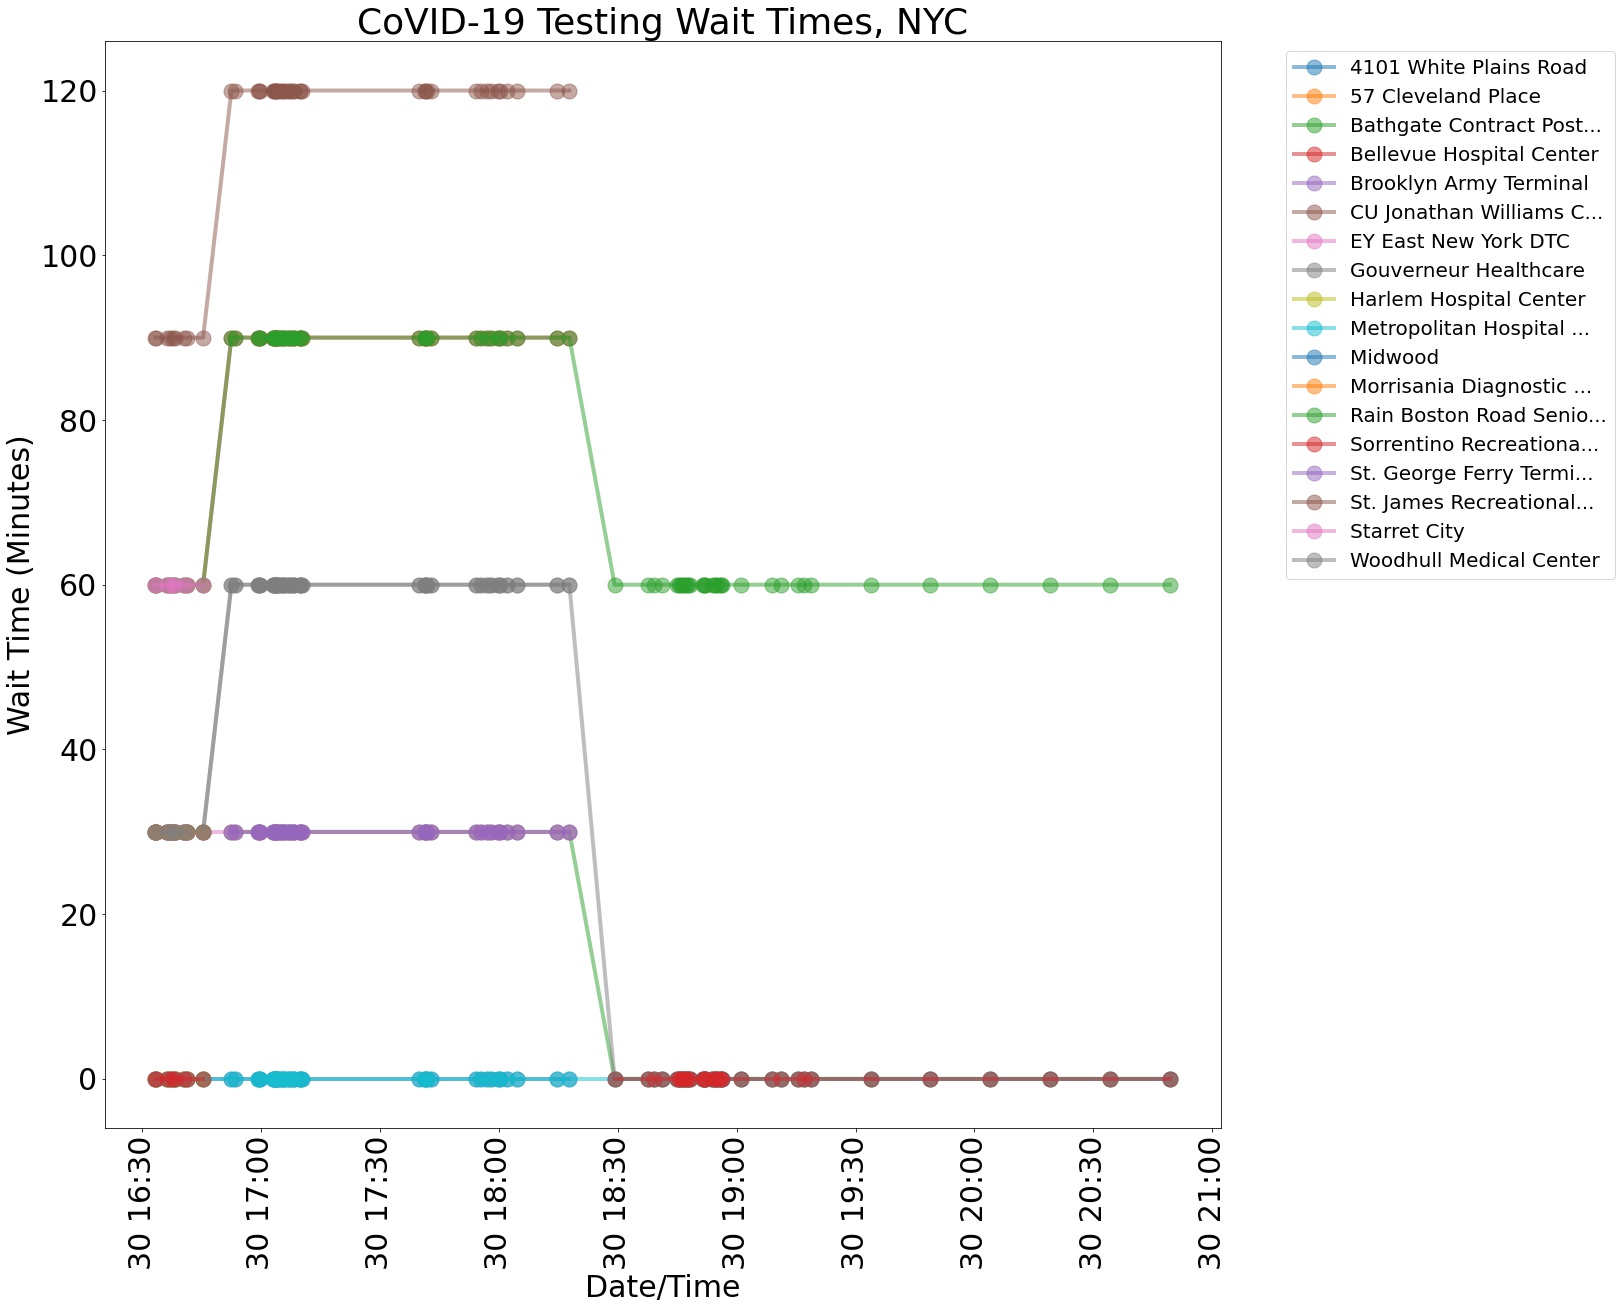 CoVID-19 Testing Wait Times, NYC
Wait Time (Minutes)
120
100
80
60
40
20
0
30 16:30
30 17:00
30 17:30
30 18:00
30 18:30
30 19:00
30 19:30
30 20:00
30 20:30
30 21:00
Date/Time
4101 White Plains Road
57 Cleveland Place
Bathgate Contract Post...
Bellevue Hospital Center
Brooklyn Army Terminal
CU Jonathan Williams C...
EY East New York DTC
Gouverneur Healthcare
Harlem Hospital Center
Metropolitan Hospital ...
Midwood
Morrisania Diagnostic ...
Rain Boston Road Senio...
Sorrentino Recreationa...
St. George Ferry Termi...
St. James Recreational...
Starret City
Woodhull Medical Center